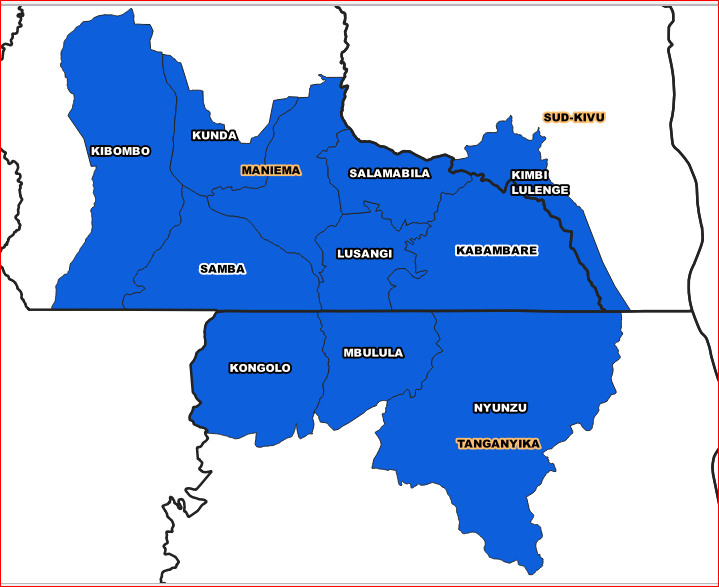 SUD-KIVU
KUNDA
KIBOMBO
MANIEMA
SALAMABILA
KIMBI
LULENGE
LUSANGI
KABAMBARE
SAMBA
MBULULA
KONGOLO
NYUNZU
TANGANYIKA